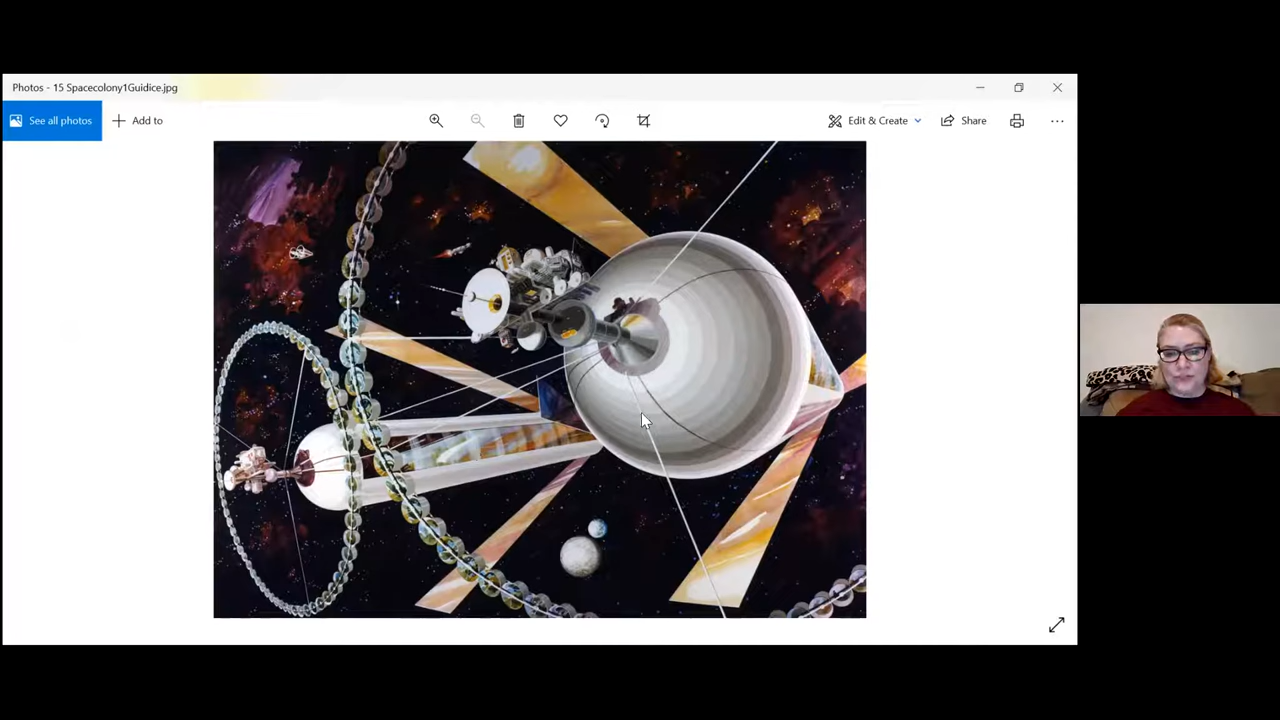 Photos - 15 Spacecolony1Guidice.jpg
See all photos
Add to
Edit & Create
Share